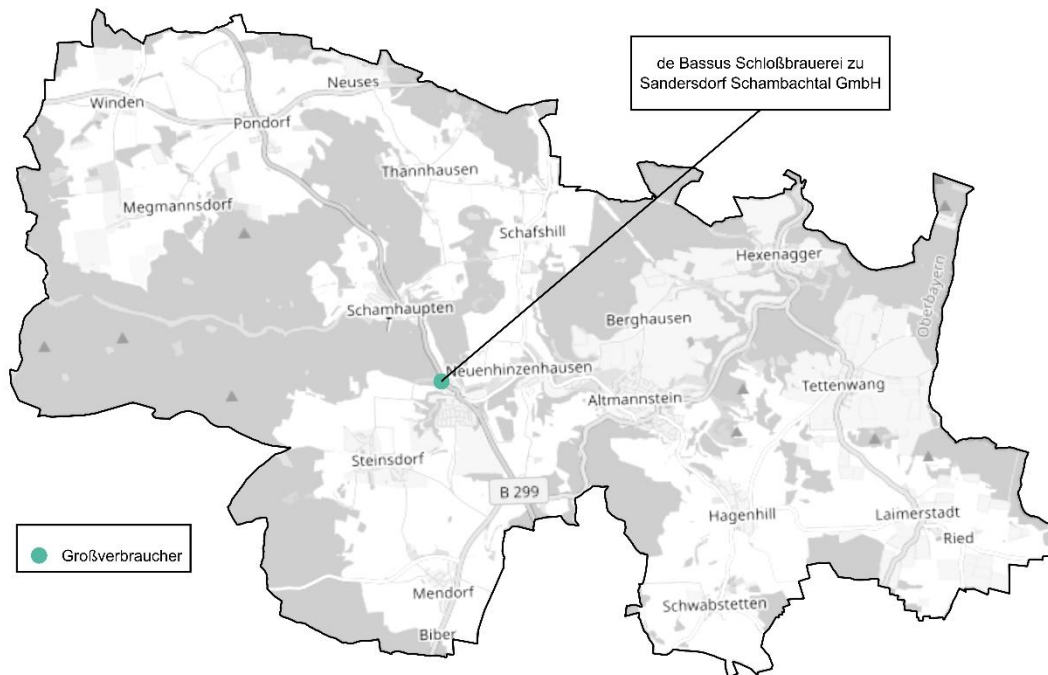 de Bassus Schloßbrauerei zu
Sandersdorf Schambachtal GmbH
Neuses
Winden
Pondorf
Thannhausen
Megmannsdorf
Schafshill
Hexenagger
Oberbayern
Schamhaupten
Berghausen
Neuenhinzenhausen
Tettenwang
Altmannstein
Steinsdorf
B 299
Hagenhill
Laimerstadt
Ried
Großverbraucher
Mendorf
Schwabstetten
Biber